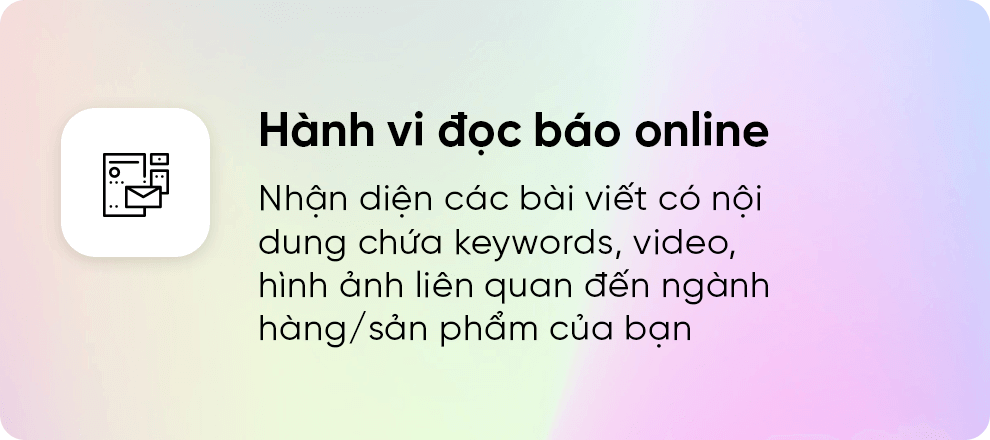 Hành vi đọc báo online
Nhận diện các bài viết có nội
dung chứa keywords, video,
hình ảnh liên quan đến ngành
hàng/sản phẩm của bạn